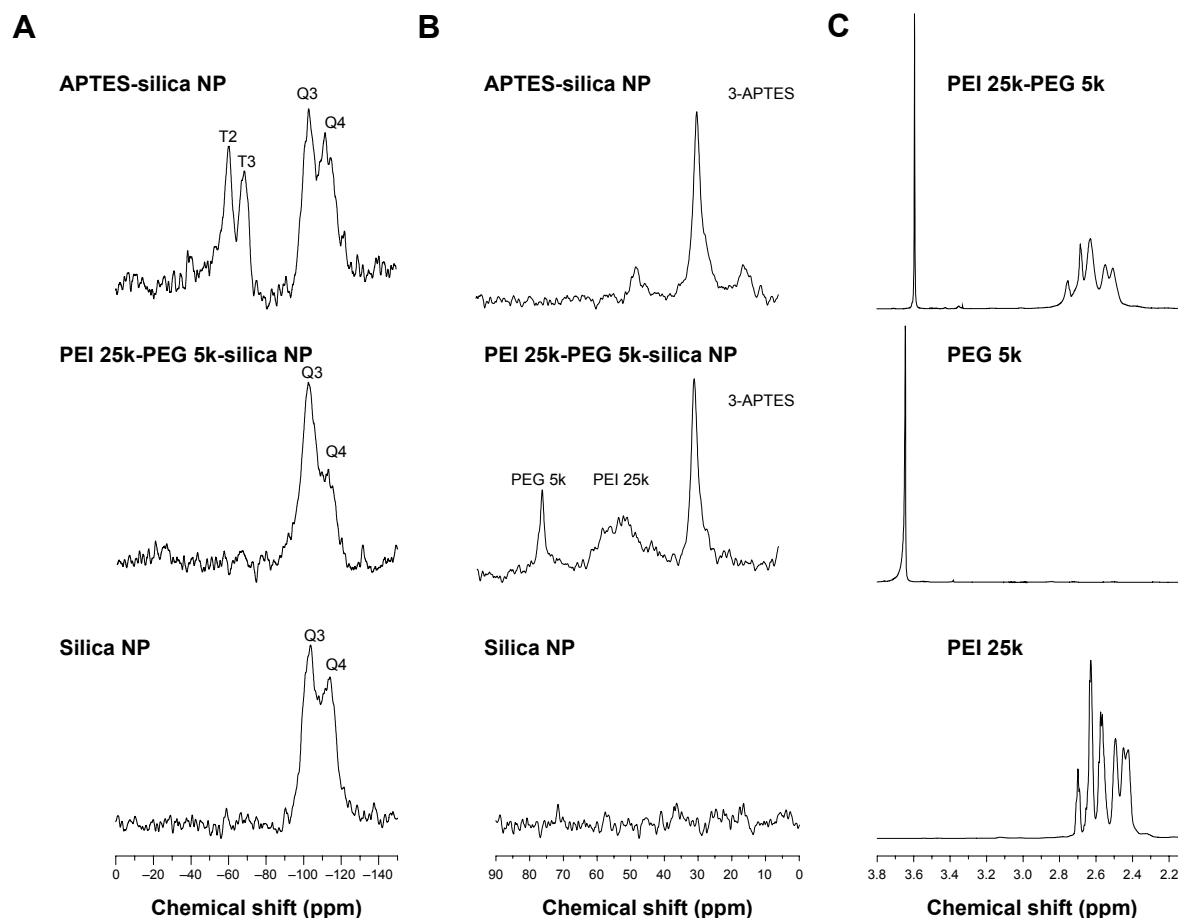 A
B
C
APTES-silica NP
T2
T3
Q3
Q4
APTES-silica NP
3-APTES
PEI 25k-PEG 5k
PEI 25k-PEG 5k-silica NP
Q3
Q4
PEI 25k-PEG 5k-silica NP
3-APTES
PEG 5k
PEI 25k
PEG 5k
Silica NP
Q3
Q4
Silica NP
PEI 25k
0 –20 –40 –60 –80 –100 –120 –140
90 80 70 60 50 40 30 20 10 0
3.8 3.6 3.4 3.2 3.0 2.8 2.6 2.4 2.2
Chemical shift (ppm)
Chemical shift (ppm)
Chemical shift (ppm)